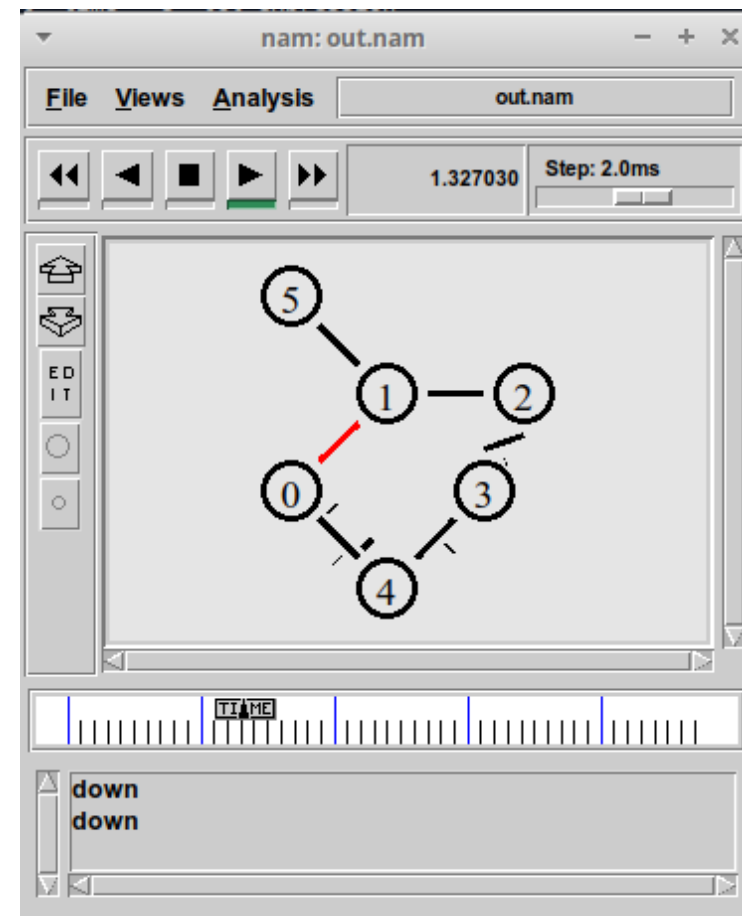 nam: out.nam
File Views Analysis out.nam
1.327030 Step: 2.0ms
ED
IT
5
1 2
0 3
4
TIME
down
down